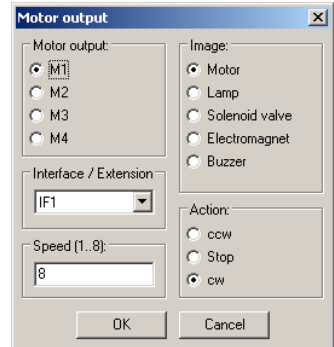 Motor output
Motor output:
M1
M2
M3
M4
Interface / Extension
IF1
Speed (1..8):
8
Image:
Motor
Lamp
Solenoid valve
Electromagnet
Buzzer
Action:
ccw
Stop
cw
OK
Cancel